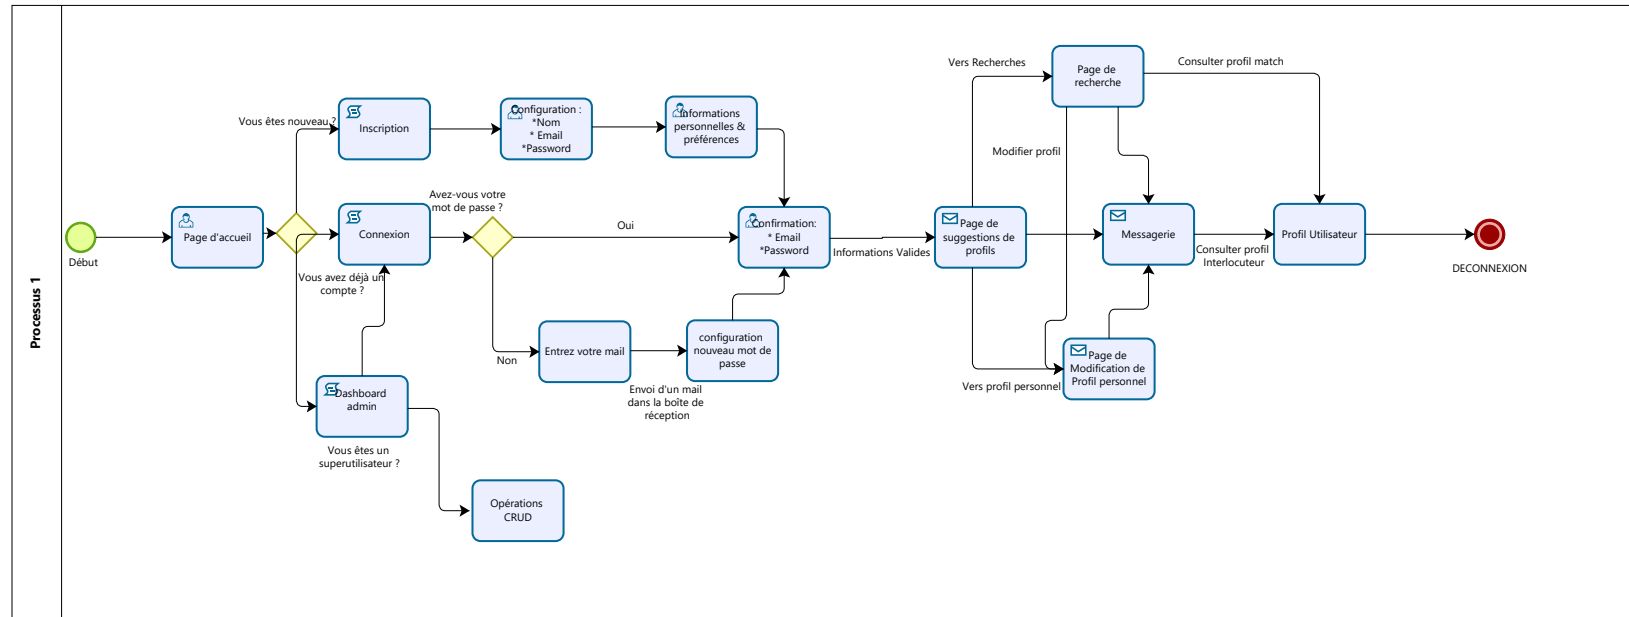 Processus 1
Début
Page d'accueil
Vous êtes nouveau ?
Inscription
Configuration :
*Nom
* Email
*Password
Informations
personnelles &
préférences
Connexion
Vous avez déjà un
compte ?
Avez-vous votre
mot de passe ?
Oui
Non
Entrez votre mail
Envoi d'un mail
dans la boîte de
réception
configuration
nouveau mot de
passe
Confirmation:
* Email
*Password
Informations Valides
Dashboard
admin
Vous êtes un
superutilisateur ?
Opérations
CRUD
Page de
suggestions de
profils
Vers Recherches
Page de
recherche
Consulter profil match
Modifier profil
Messagerie
Consulter profil
Interlocuteur
Profil Utilisateur
Vers profil personnel
Page de
Modification de
Profil personnel
DECONNEXION